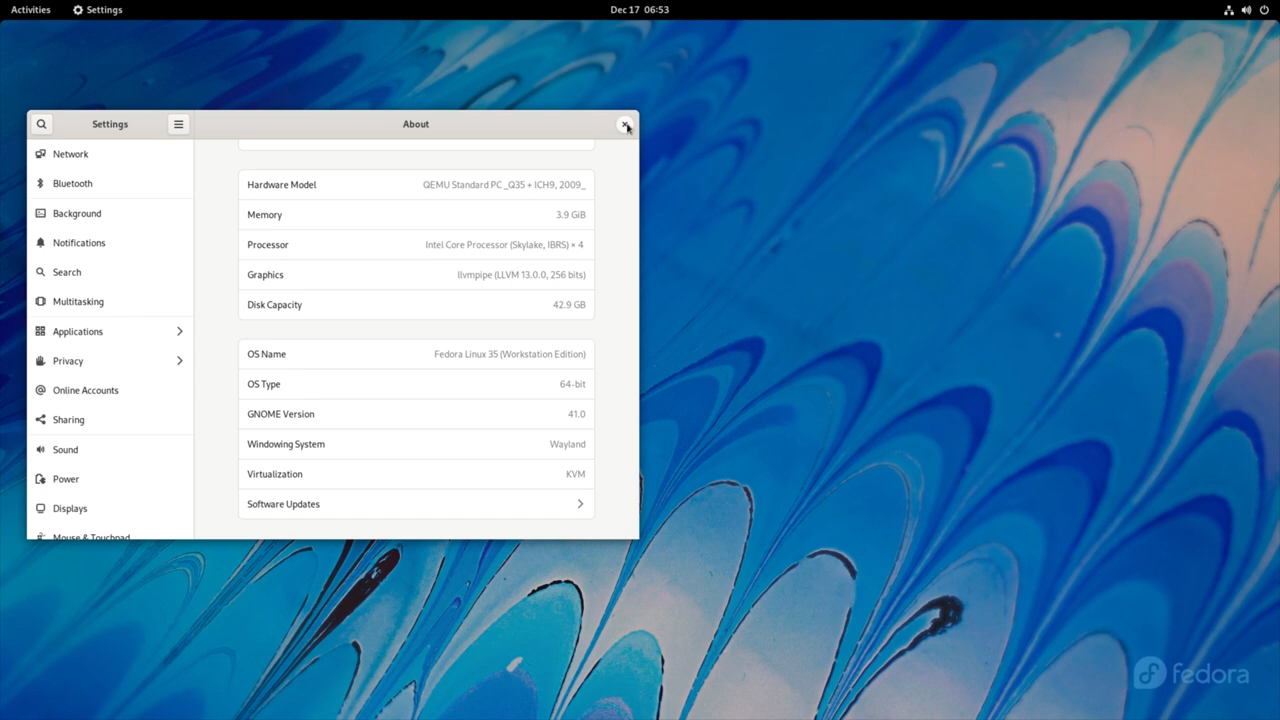 Activities
Settings
Dec 17 06:53
Settings
About
Network
Bluetooth
Background
Notifications
Search
Multitasking
Applications
Privacy
Online Accounts
Sharing
Sound
Power
Displays
Mouse & Touchpad
Hardware Model QEMU Standard PC _Q35 + ICH9, 2009_
Memory 3.9 GiB
Processor Intel Core Processor (Skylake, IBRS) × 4
Graphics llvmpipe (LLVM 13.0.0, 256 bits)
Disk Capacity 42.9 GB
OS Name Fedora Linux 35 (Workstation Edition)
OS Type 64-bit
GNOME Version 41.0
Windowing System Wayland
Virtualization KVM
Software Updates
fedora